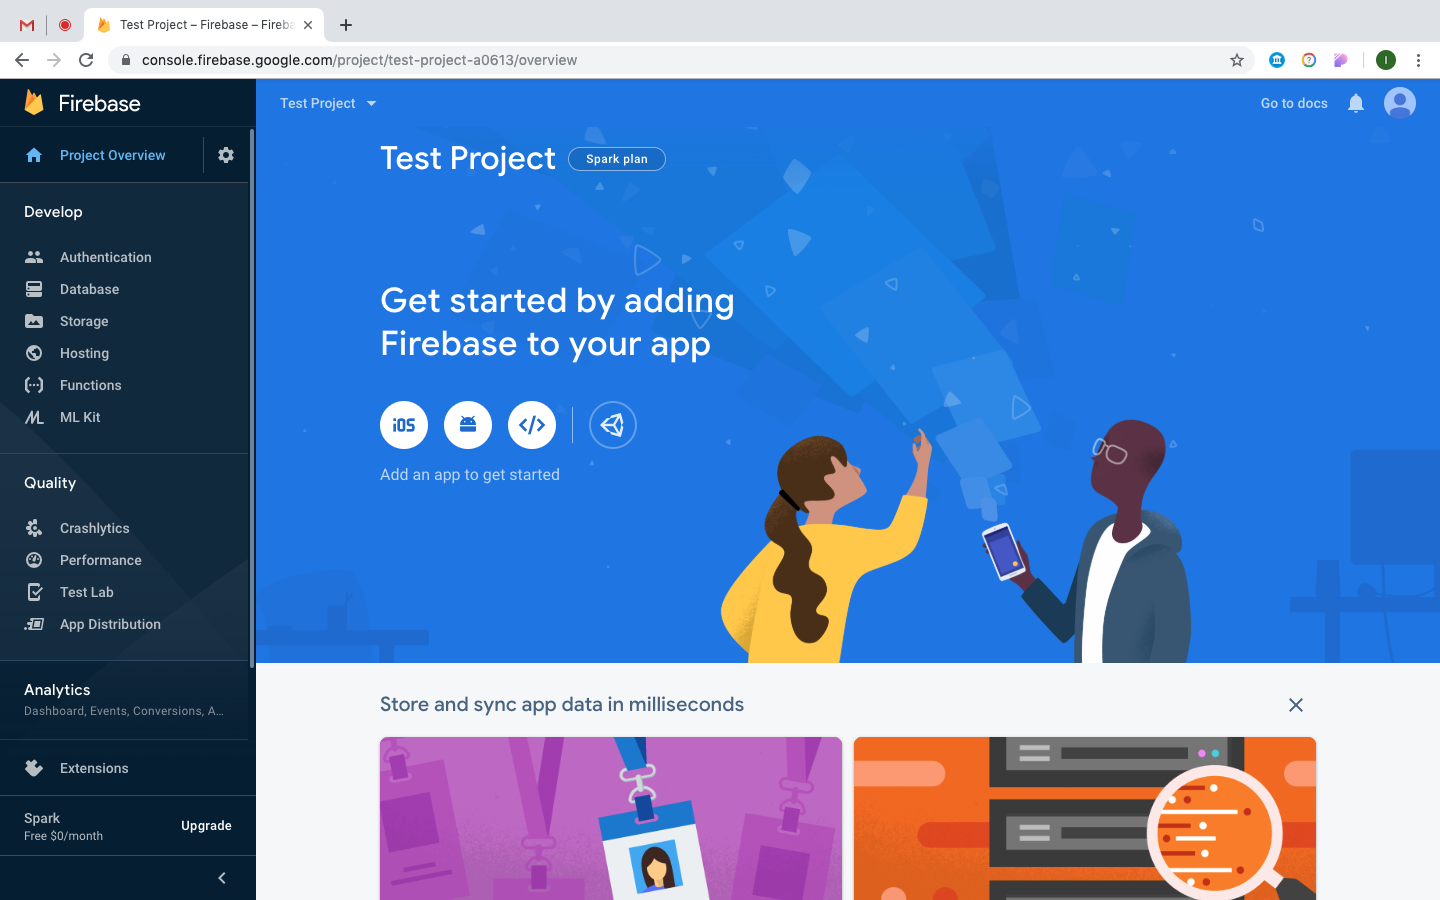 Test Project – Firebase – Fireba
console.firebase.google.com/project/test-project-a0613/overview
I
Firebase
Test Project
Go to docs
Project Overview
Test Project
Spark plan
Develop
Authentication
Database
Storage
Hosting
Functions
ML Kit
Get started by adding
Firebase to your app
iOS
Add an app to get started
Quality
Crashlytics
Performance
Test Lab
App Distribution
Analytics
Dashboard, Events, Conversions, A...
Extensions
Spark
Free $0/month
Upgrade
Store and sync app data in milliseconds